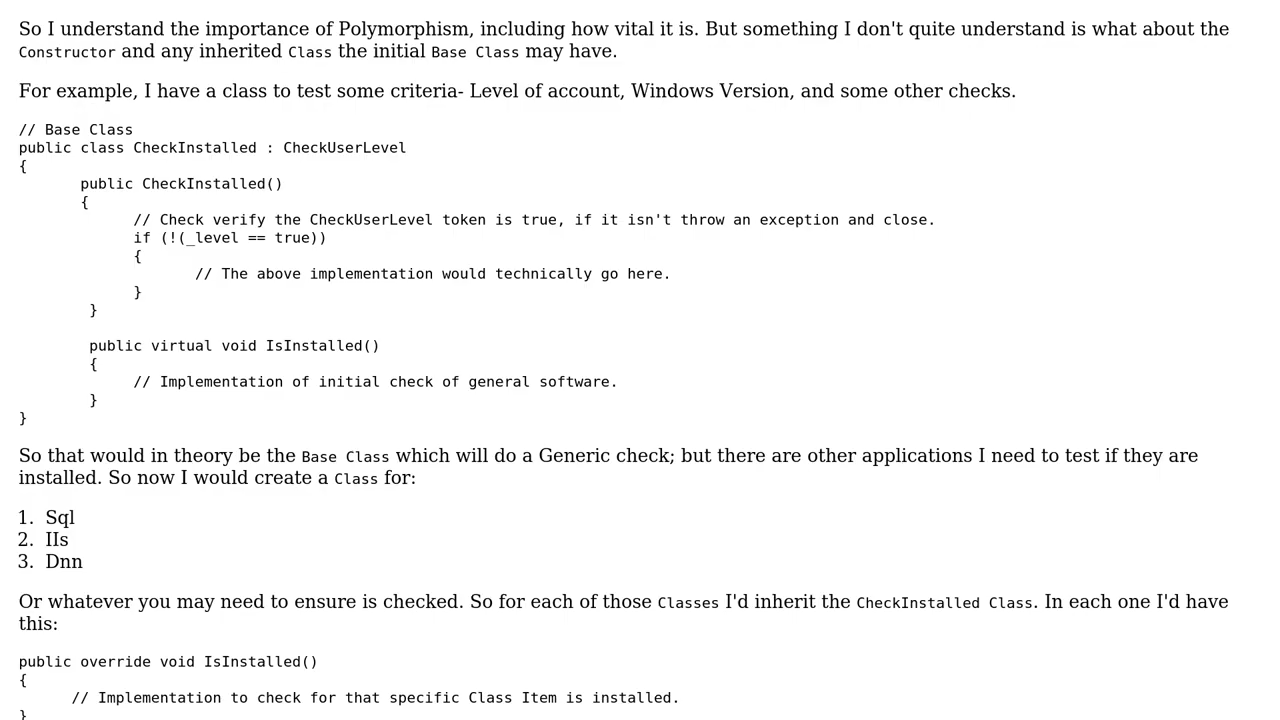 So I understand the importance of Polymorphism, including how vital it is. But something I don't quite understand is what about the
Constructor and any inherited Class the initial Base Class may have.
For example, I have a class to test some criteria- Level of account, Windows Version, and some other checks.
// Base Class
public class CheckInstalled : CheckUserLevel
{
public CheckInstalled()
{
// Check verify the CheckUserLevel token is true, if it isn't throw an exception and close.
if (!(_level == true))
{
// The above implementation would technically go here.
}
}
public virtual void IsInstalled()
{
// Implementation of initial check of general software.
}
}
So that would in theory be the Base Class which will do a Generic check; but there are other applications I need to test if they are
installed. So now I would create a Class for:
1. Sql
2. IIs
3. Dnn
Or whatever you may need to ensure is checked. So for each of those Classes I'd inherit the CheckInstalled Class. In each one I'd have
this:
public override void IsInstalled()
{
// Implementation to check for that specific Class Item is installed.
}